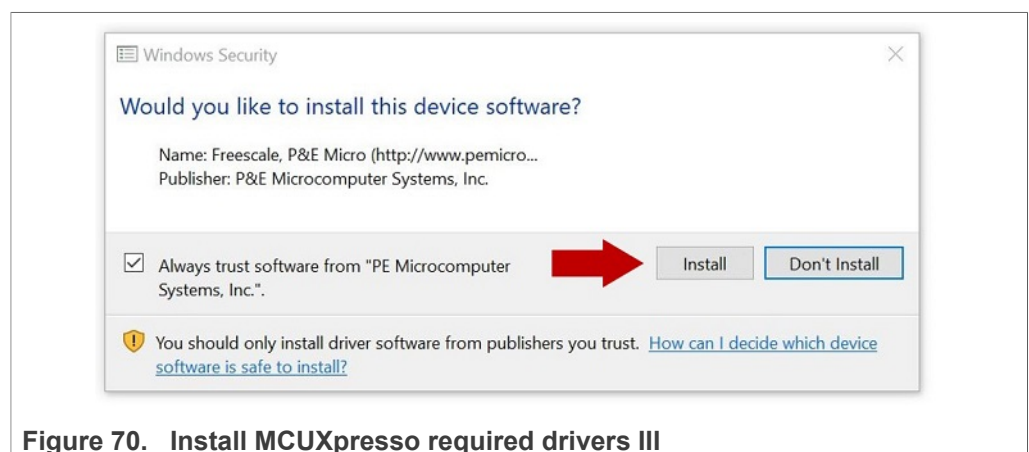 Windows Security
Would you like to install this device software?
Name: Freescale, P&E Micro (http://www.pemicro...
Publisher: P&E Microcomputer Systems, Inc.
Always trust software from "PE Microcomputer
Systems, Inc.".
Install
Don't Install
You should only install driver software from publishers you trust. How can I decide which device
software is safe to install?
Figure 70. Install MCUXpresso required drivers III